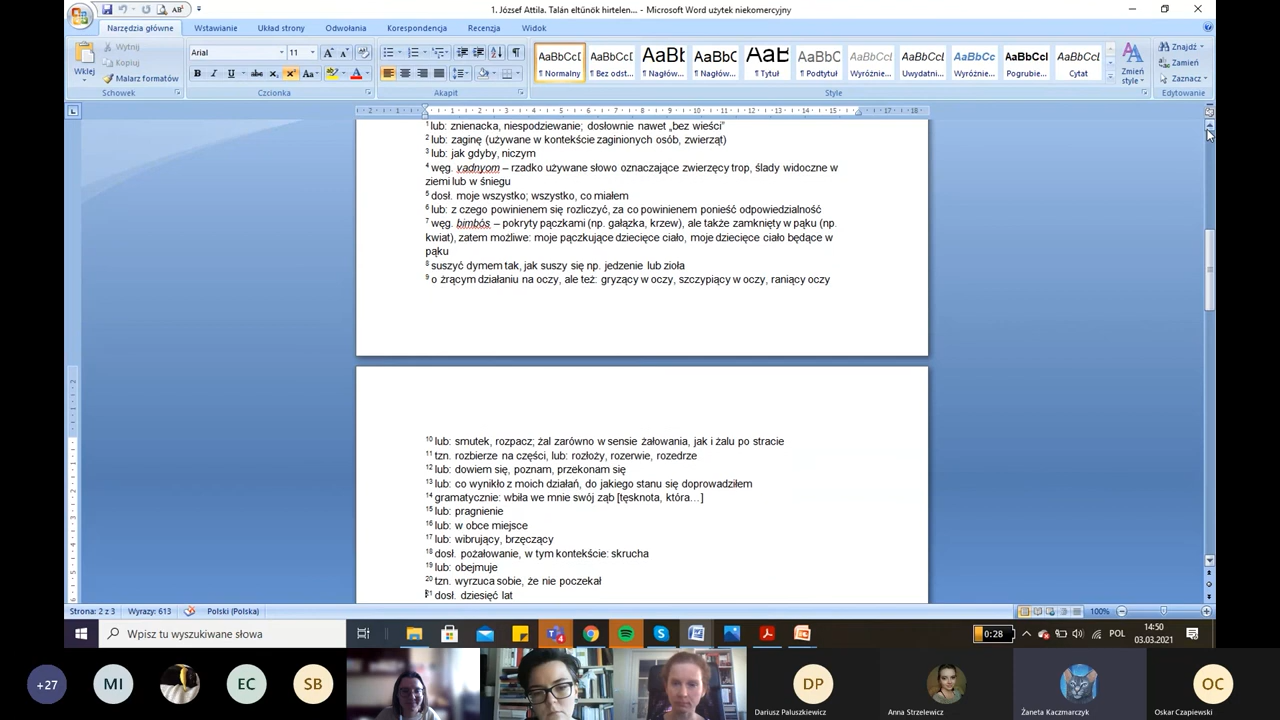 1. József Attila. Talán eltűnök hirtelen... - Microsoft Word użytek niekomercyjny
Narzędzia główne Wstawianie Układ strony Odwołania Korespondencja Recenzja Widok
Wklej
Wytnij
Kopiuj
Malarz formatów
Schowek
Arial 11
Czcionka
Akapit
AaBbCcD AaBbCcD AaBbC AaBbCc AaB AaBbCc AaBbCcD AaBbCcD AaBbCcD AaBbCcD AaBbCcD
¶ Normalny ¶ Bez odst... Nagłów... Nagłów... ¶ Tytuł ¶ Podtytuł Wyróżnie... Uwydatni... Wyróżnie... Pogrubie... Cytat
Zmień style
Style
Znajdź
Zamień
Zaznacz
Edytowanie
1 lub: znienacka, niespodziewanie; dosłownie nawet „bez wieści”
2 lub: zaginę (używane w kontekście zaginionych osób, zwierząt)
3 lub: jak gdyby, niczym
4 węg. vadnyom – rzadko używane słowo oznaczające zwierzęcy trop, ślady widoczne w
ziemi lub w śniegu
5 dosł. moje wszystko; wszystko, co miałem
6 lub: z czego powinienem się rozliczyć, za co powinienem ponieść odpowiedzialność
7 węg. bimbós – pokryty pączkami (np. gałązka, krzew), ale także zamknięty w pąku (np.
kwiat), zatem możliwe: moje pączkujące dziecięce ciało, moje dziecięce ciało będące w
pąku
8 suszyć dymem tak, jak suszy się np. jedzenie lub zioła
9 o żrącym działaniu na oczy, ale też: gryzący w oczy, szczypiący w oczy, raniący oczy
10 lub: smutek, rozpacz; żal zarówno w sensie żałowania, jak i żalu po stracie
11 tzn. rozbierze na części, lub: rozłoży, rozerwie, rozedrze
12 lub: dowiem się, poznam, przekonam się
13 lub: co wynikło z moich działań, do jakiego stanu się doprowadziłem
14 gramatycznie: wbiła we mnie swój ząb [tęsknota, która…]
15 lub: pragnienie
16 lub: w obce miejsce
17 lub: wibrujący, brzęczący
18 dosł. pożałowanie, w tym kontekście: skrucha
19 lub: obejmuje
20 tzn. wyrzuca sobie, że nie poczekał
21 dosł. dziesięć lat
Strona: 2 z 3 Wyrazy: 613 Polski (Polska) 100%
Wpisz tu wyszukiwane słowa
0:28 POL 14:50
03.03.2021
+27 MI EC SB DP OC
Dariusz Paluszkiewicz Anna Strzelewicz Żaneta Kaczmarczyk Oskar Czapiewski